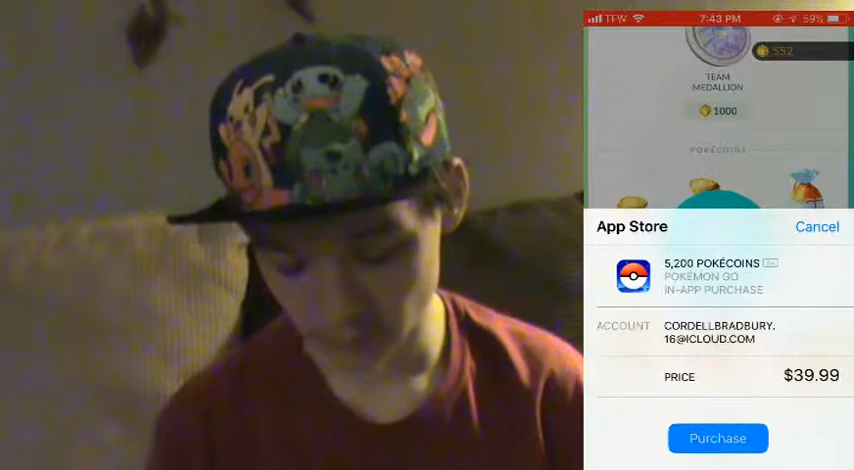 TFW 7:43 PM 59%
552
TEAM
MEDALLION
1000
POKÉCOINS
App Store Cancel
5,200 POKÉCOINS
POKÉMON GO
IN-APP PURCHASE
ACCOUNT CORDELLBRADBURY.
16@ICLOUD.COM
PRICE $39.99
Purchase